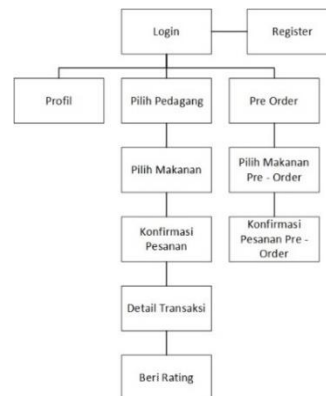 Login
Register
Profil
Pilih Pedagang
Pre Order
Pilih Makanan
Pilih Makanan
Pre - Order
Konfirmasi
Pesanan
Konfirmasi
Pesanan Pre -
Order
Detail Transaksi
Beri Rating